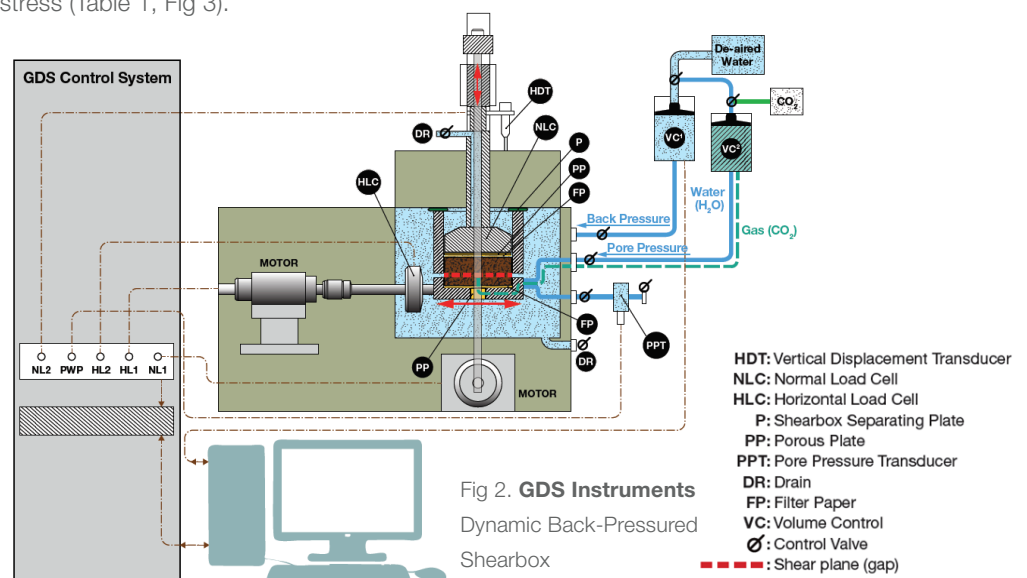 stress (Table 1, Fig 3).
GDS Control System
De-aired
Water
CO₂
HDT
DR
NLC
VC¹
VC²
P
PP
HLC
FP
Water
(H₂O)
Back Pressure
Gas (CO₂)
Pore Pressure
MOTOR
FP
PPT
DR
PP
NL2 PWP HL2 HL1 NL1
MOTOR
HDT: Vertical Displacement Transducer
NLC: Normal Load Cell
HLC: Horizontal Load Cell
P: Shearbox Separating Plate
PP: Porous Plate
PPT: Pore Pressure Transducer
DR: Drain
FP: Filter Paper
VC: Volume Control
: Control Valve
: Shear plane (gap)
Fig 2. GDS Instruments
Dynamic Back-Pressured
Shearbox